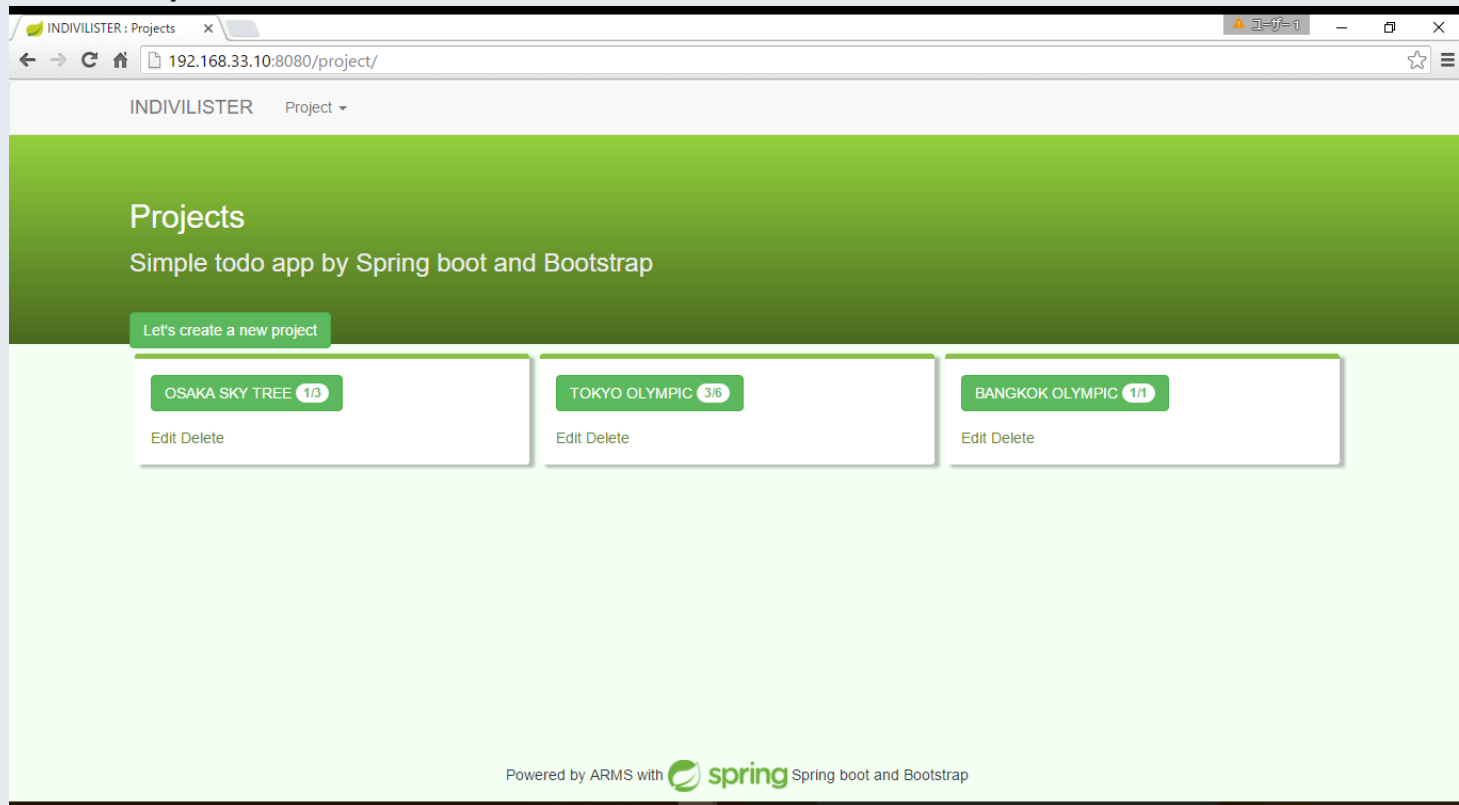 INDIVILISTER : Projects
ユーザー1
192.168.33.10:8080/project/
INDIVILISTER Project
Projects
Simple todo app by Spring boot and Bootstrap
Let's create a new project
OSAKA SKY TREE 1/3
Edit Delete
TOKYO OLYMPIC 3/6
Edit Delete
BANGKOK OLYMPIC 1/1
Edit Delete
Powered by ARMS with spring Spring boot and Bootstrap